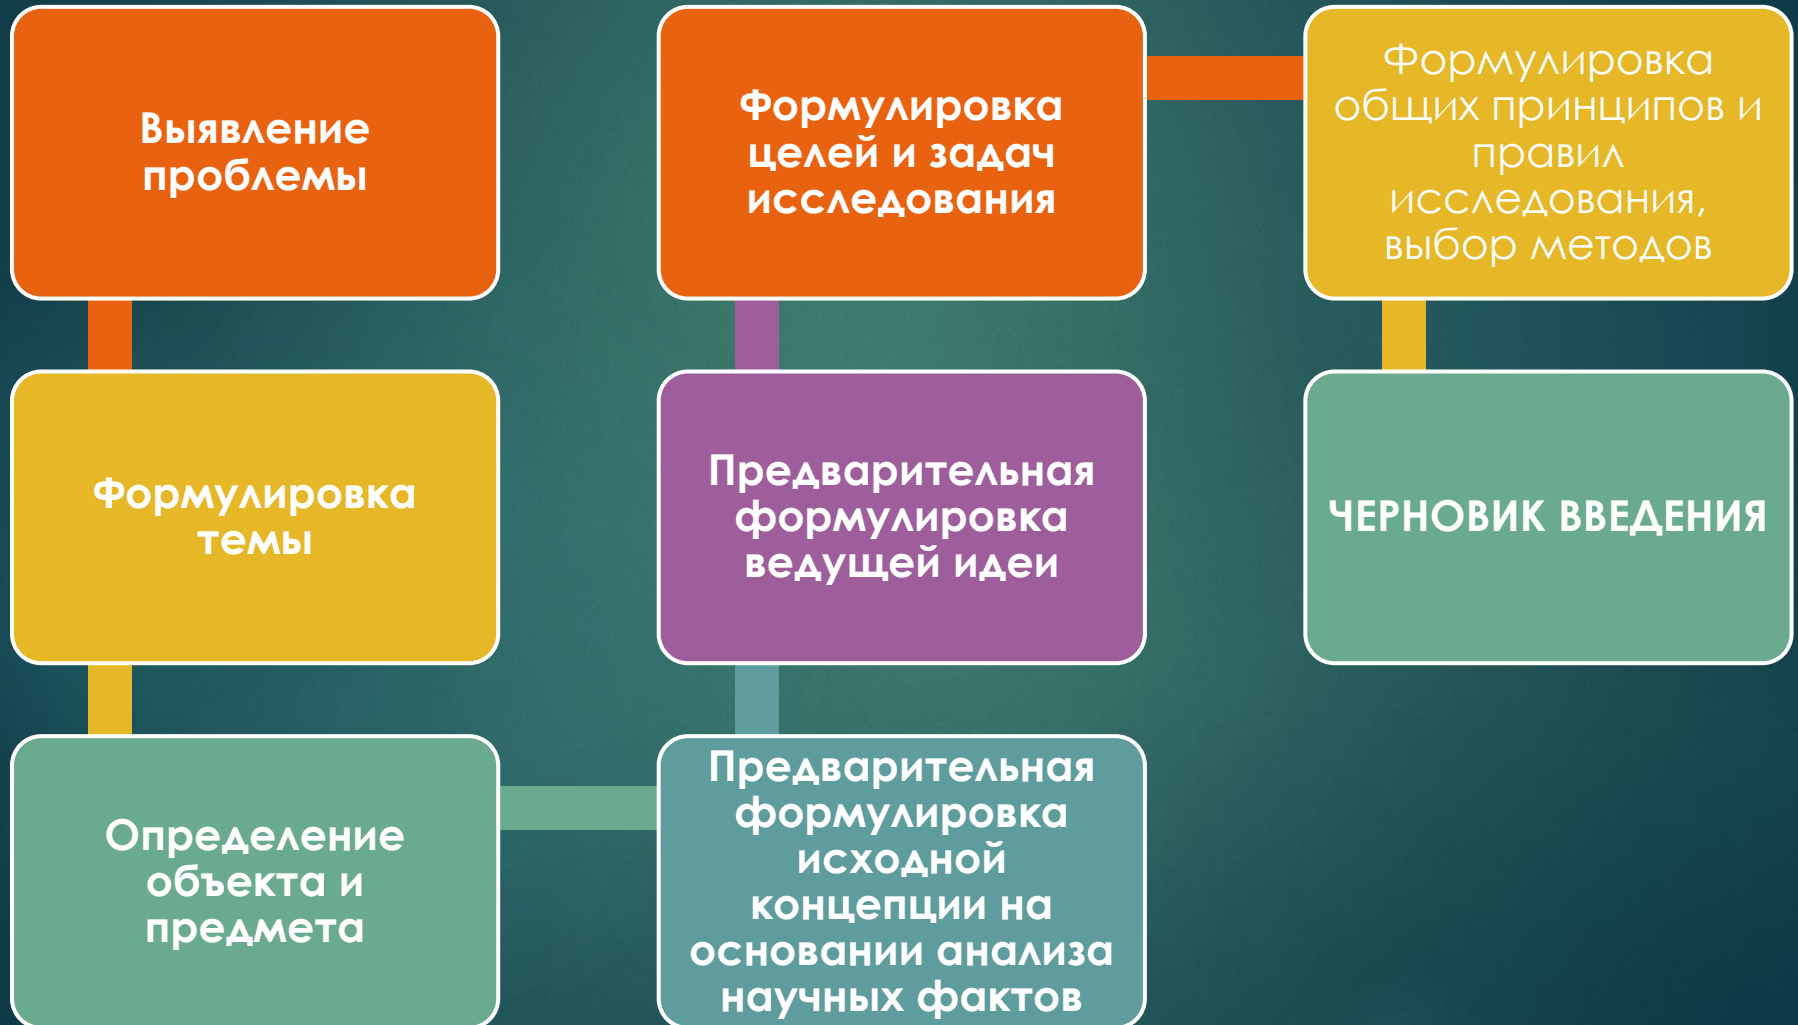 Выявление
проблемы
Формулировка
темы
Определение
объекта и
предмета
Предварительная
формулировка
исходной
концепции на
основании анализа
научных фактов
Предварительная
формулировка
ведущей идеи
Формулировка
целей и задач
исследования
Формулировка
общих принципов и
правил
исследования,
выбор методов
ЧЕРНОВИК ВВЕДЕНИЯ